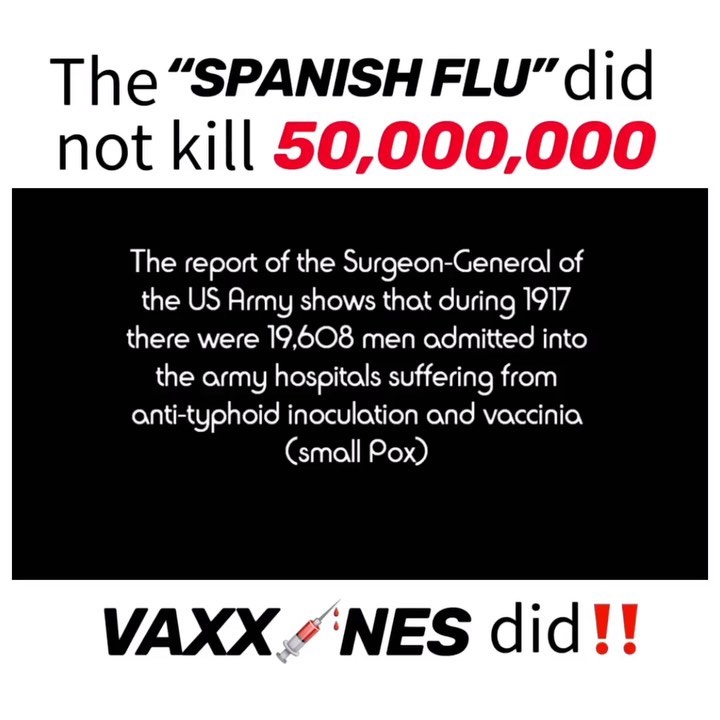 The “SPANISH FLU” did
not kill 50,000,000
The report of the Surgeon-General of
the US Army shows that during 1917
there were 19,608 men admitted into
the army hospitals suffering from
anti-typhoid inoculation and vaccinia
(small Pox)
VAXX💉NES did‼️